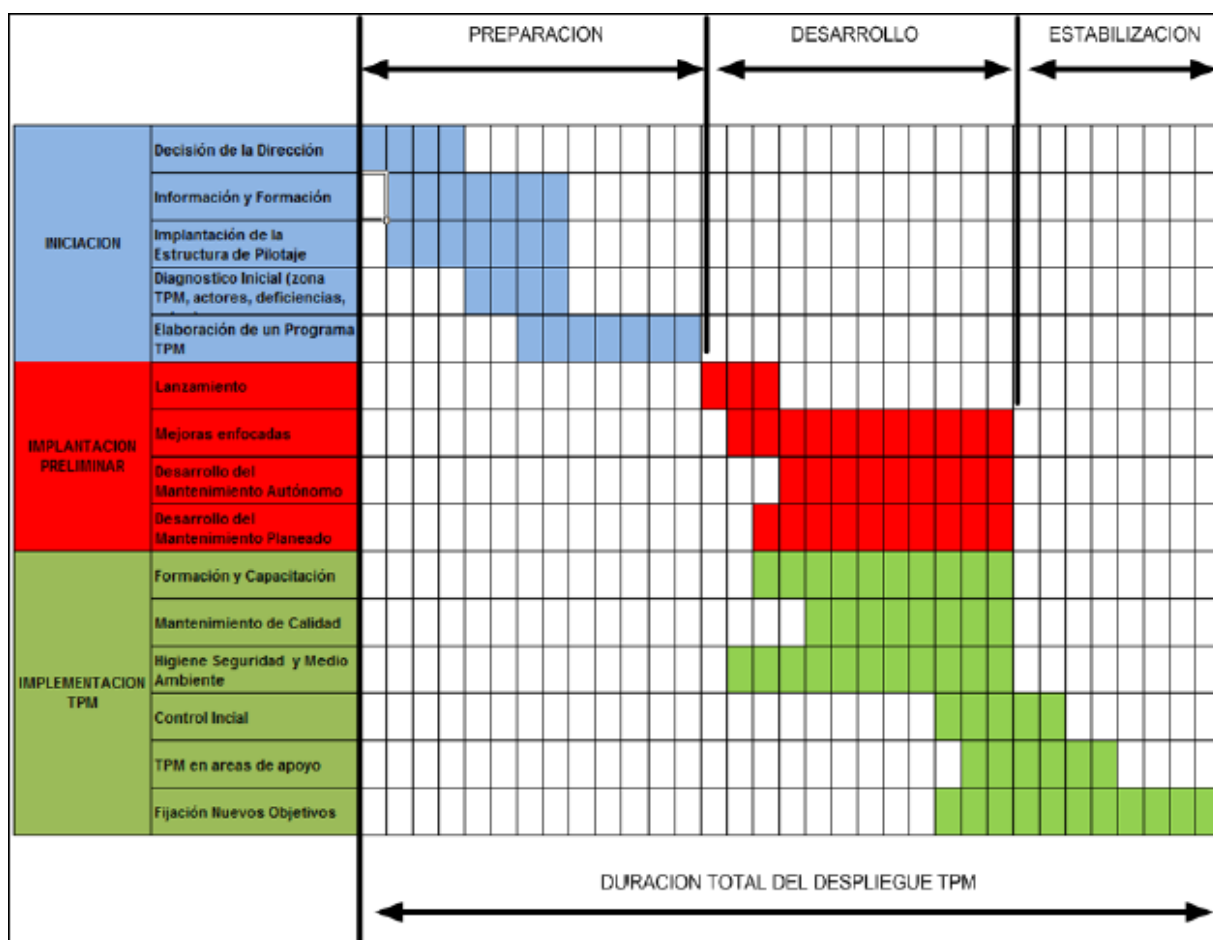 PREPARACION
DESARROLLO
ESTABILIZACION
INICIACION
Decisión de la Dirección
Información y Formación
Implantación de la
Estructura de Pilotaje
Diagnostico Inicial (zona
TPM, actores, deficiencias,
Elaboración de un Programa
TPM
IMPLANTACION
PRELIMINAR
Lanzamiento
Mejoras enfocadas
Desarrollo del
Mantenimiento Autónomo
Desarrollo del
Mantenimiento Planeado
IMPLEMENTACION
TPM
Formación y Capacitación
Mantenimiento de Calidad
Higiene Seguridad y Medio
Ambiente
Control Incial
TPM en areas de apoyo
Fijación Nuevos Objetivos
DURACION TOTAL DEL DESPLIEGUE TPM